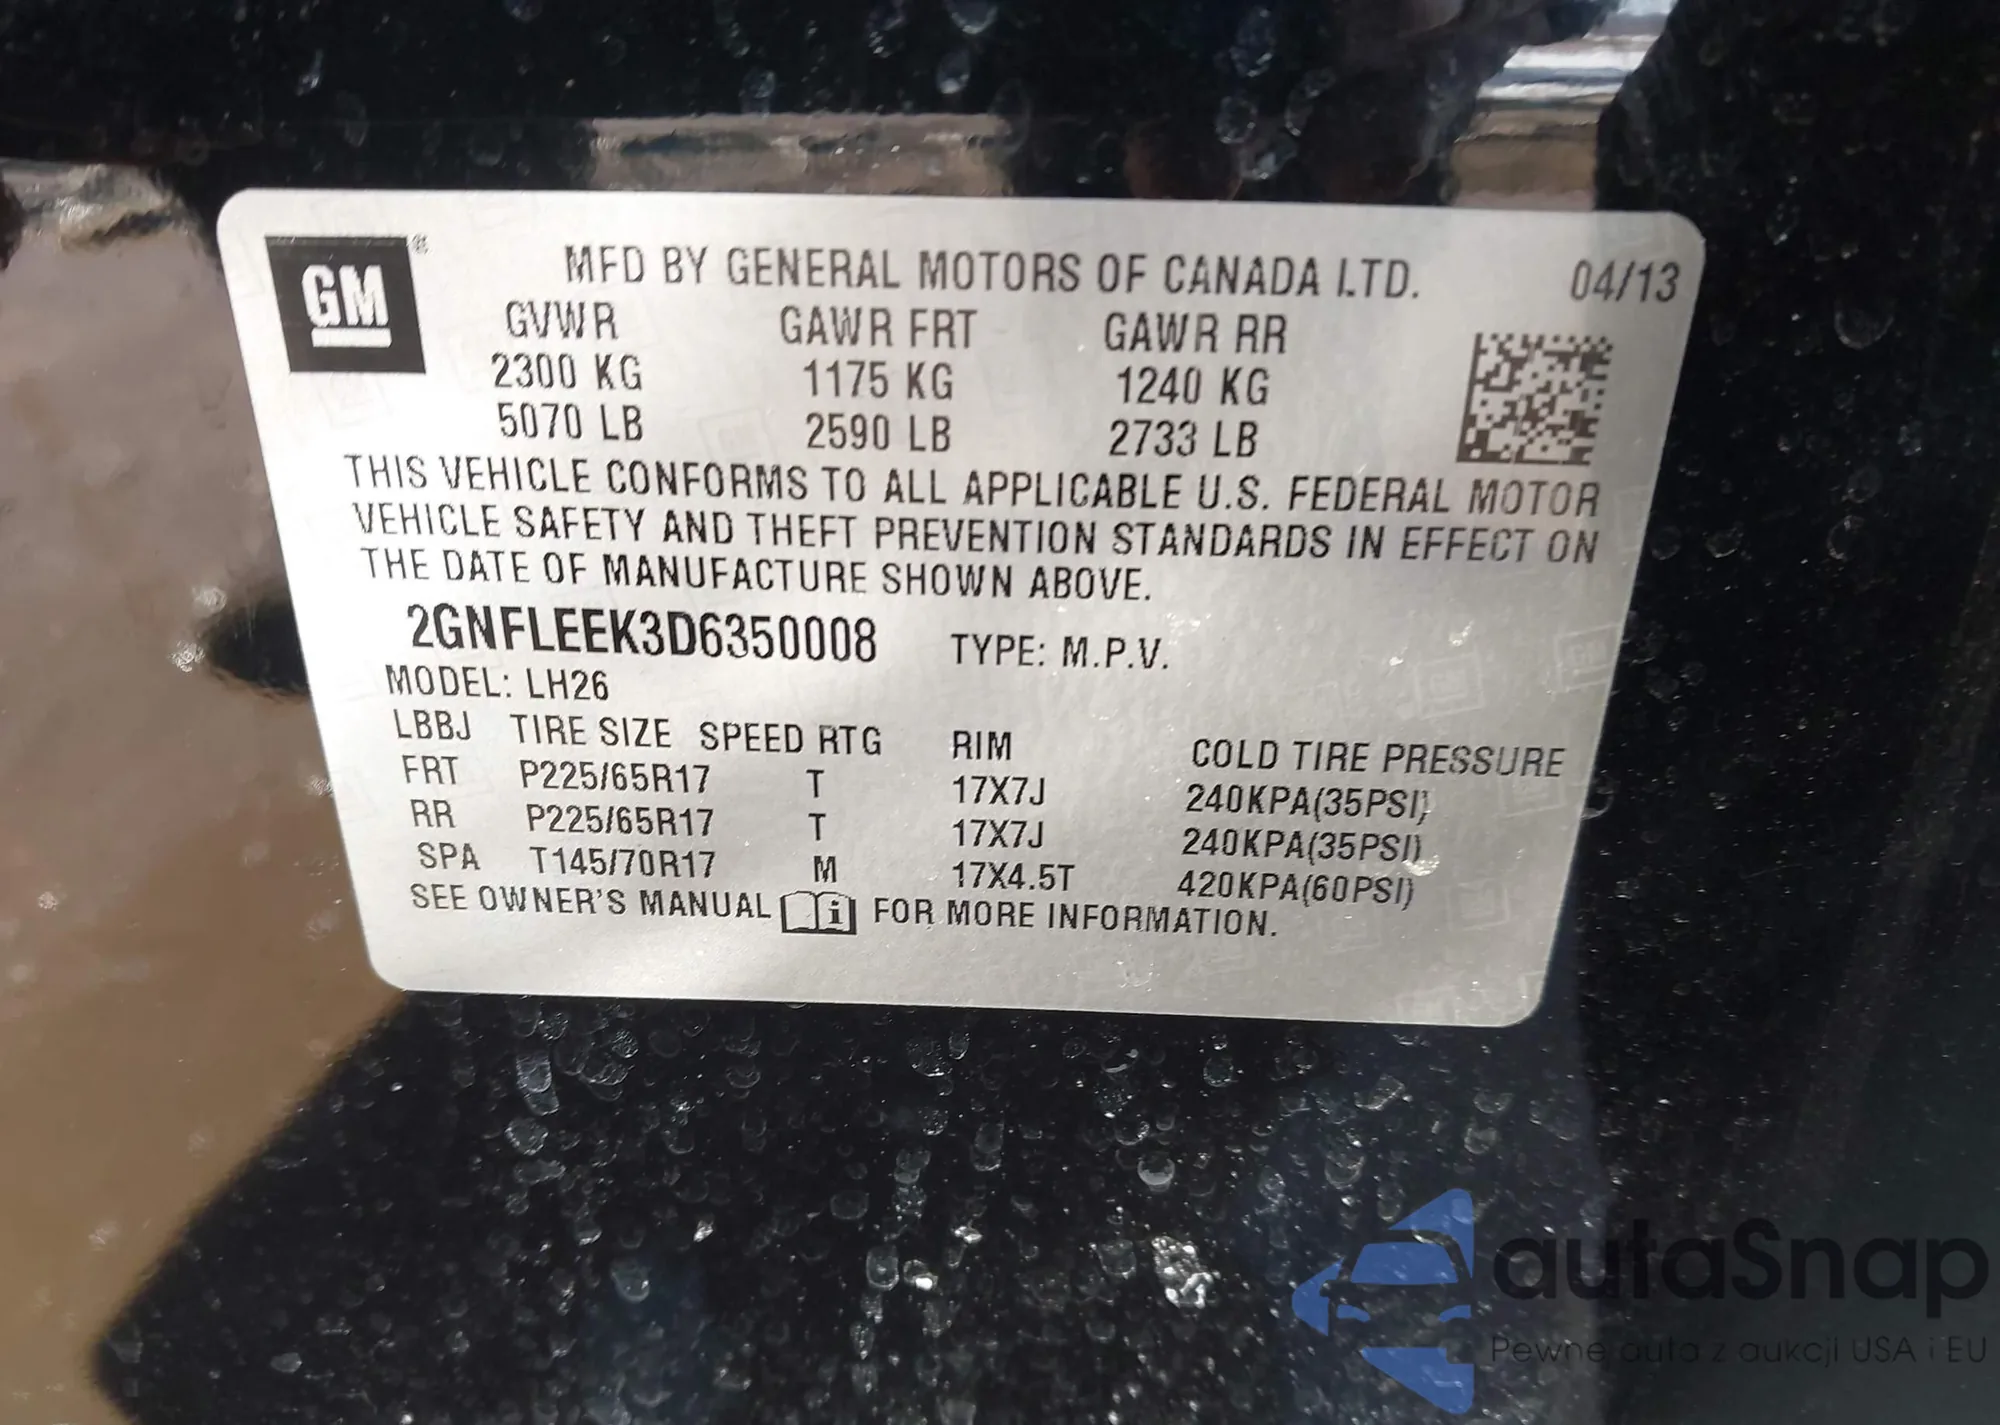 GM ®
MFD BY GENERAL MOTORS OF CANADA LTD. 04/13
GVWR GAWR FRT GAWR RR
2300 KG 1175 KG 1240 KG
5070 LB 2590 LB 2733 LB
THIS VEHICLE CONFORMS TO ALL APPLICABLE U.S. FEDERAL MOTOR
VEHICLE SAFETY AND THEFT PREVENTION STANDARDS IN EFFECT ON
THE DATE OF MANUFACTURE SHOWN ABOVE.
2GNFLEEK3D6350008 TYPE: M.P.V.
MODEL: LH26
LBBJ TIRE SIZE SPEED RTG RIM COLD TIRE PRESSURE
FRT P225/65R17 T 17X7J 240KPA(35PSI)
RR P225/65R17 T 17X7J 240KPA(35PSI)
SPA T145/70R17 M 17X4.5T 420KPA(60PSI)
SEE OWNER'S MANUAL i FOR MORE INFORMATION.
autaSnap
Pewne auta z aukcji USA i EU